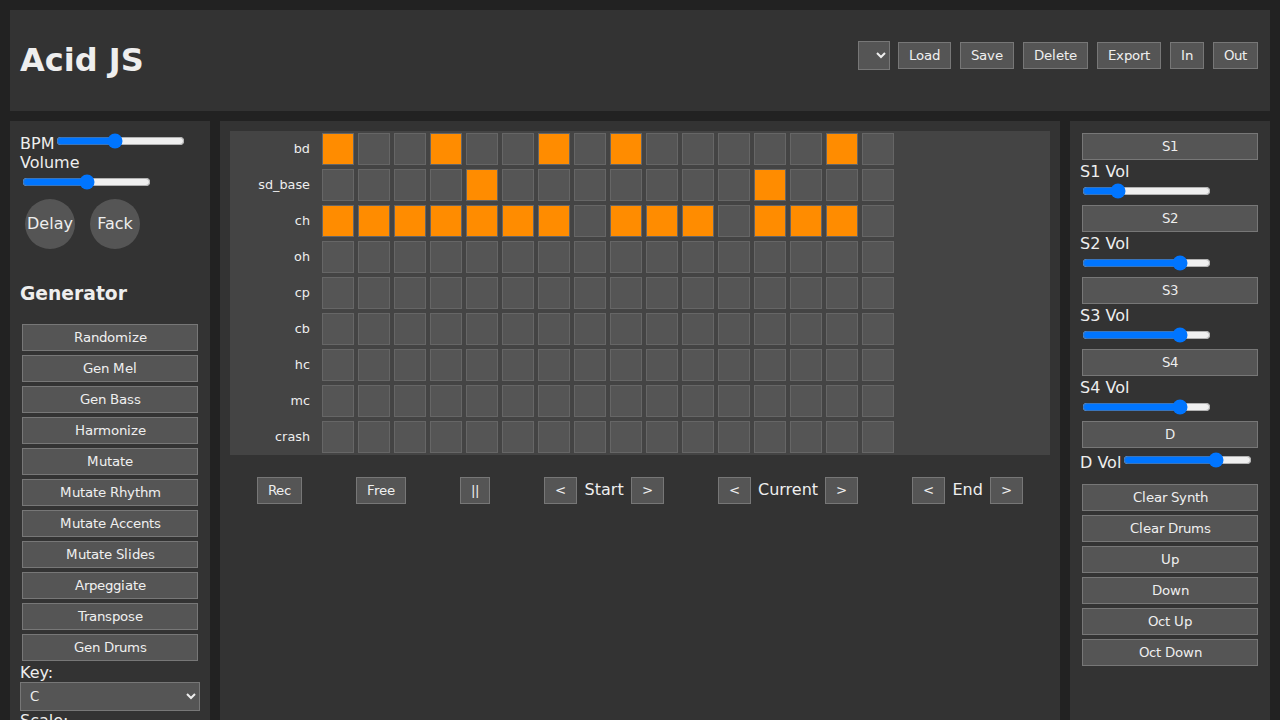 Acid JS
Load Save Delete Export In Out
BPM
Volume
Delay Fack
Generator
Randomize
Gen Mel
Gen Bass
Harmonize
Mutate
Mutate Rhythm
Mutate Accents
Mutate Slides
Arpeggiate
Transpose
Gen Drums
Key:
C
Scale:
bd
sd_base
ch
oh
cp
cb
hc
mc
crash
Rec Free || < Start > < Current > < End >
S1
S1 Vol
S2
S2 Vol
S3
S3 Vol
S4
S4 Vol
D
D Vol
Clear Synth
Clear Drums
Up
Down
Oct Up
Oct Down